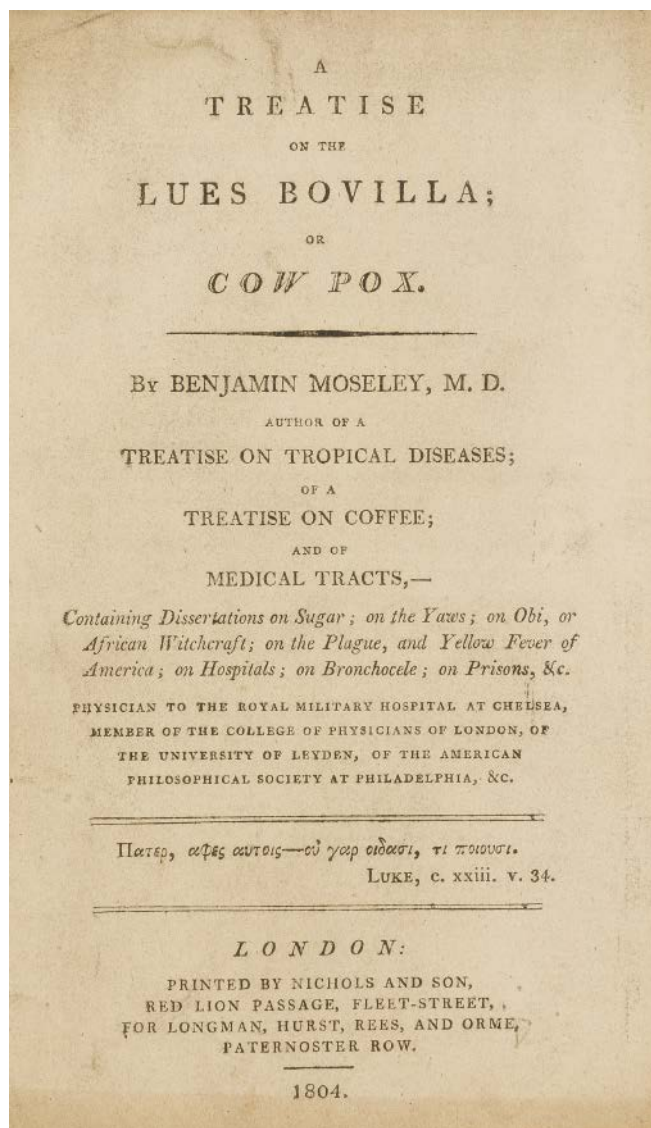 A
TREATISE
ON THE
LUES BOVILLA;
OR
COW POX.
BY BENJAMIN MOSELEY, M. D.
AUTHOR OF A
TREATISE ON TROPICAL DISEASES;
OF A
TREATISE ON COFFEE;
AND OF
MEDICAL TRACTS,—
Containing Dissertations on Sugar; on the Yaws; on Obi, or
African Witchcraft; on the Plague, and Yellow Fever of
America; on Hospitals; on Bronchocele; on Prisons, &c.
PHYSICIAN TO THE ROYAL MILITARY HOSPITAL AT CHELSEA,
MEMBER OF THE COLLEGE OF PHYSICIANS OF LONDON, OF
THE UNIVERSITY OF LEYDEN, OF THE AMERICAN
PHILOSOPHICAL SOCIETY AT PHILADELPHIA, &c.
Πατερ, αφες αυτοις—οὐ γαρ οιδασι, τι ποιουσι.
LUKE, c. xxiii. v. 34.
LONDON:
PRINTED BY NICHOLS AND SON,
RED LION PASSAGE, FLEET-STREET,
FOR LONGMAN, HURST, REES, AND ORME,
PATERNOSTER ROW.
1804.